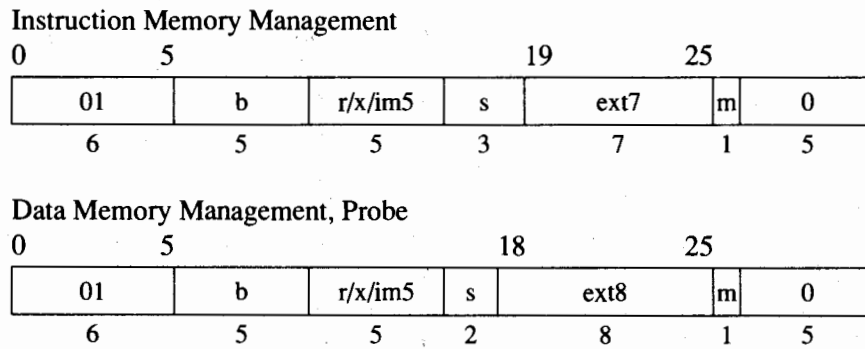 Instruction Memory Management
0 5 19 25
01 b r/x/im5 s ext7 m 0
6 5 5 3 7 1 5
Data Memory Management, Probe
0 5 18 25
01 b r/x/im5 s ext8 m 0
6 5 5 2 8 1 5